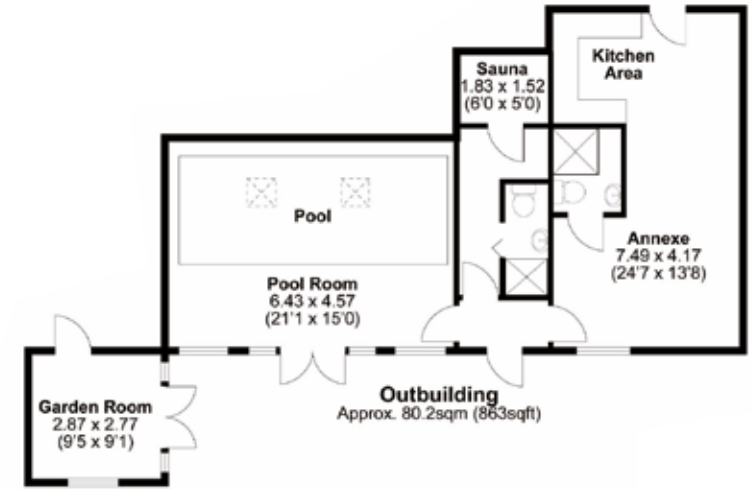 Kitchen
Area
Sauna
1.83 x 1.52
(6'0 x 5'0)
Pool
Annexe
7.49 x 4.17
(24'7 x 13'8)
Pool Room
6.43 x 4.57
(21'1 x 15'0)
Outbuilding
Approx. 80.2sqm (863sqft)
Garden Room
2.87 x 2.77
(9'5 x 9'1)